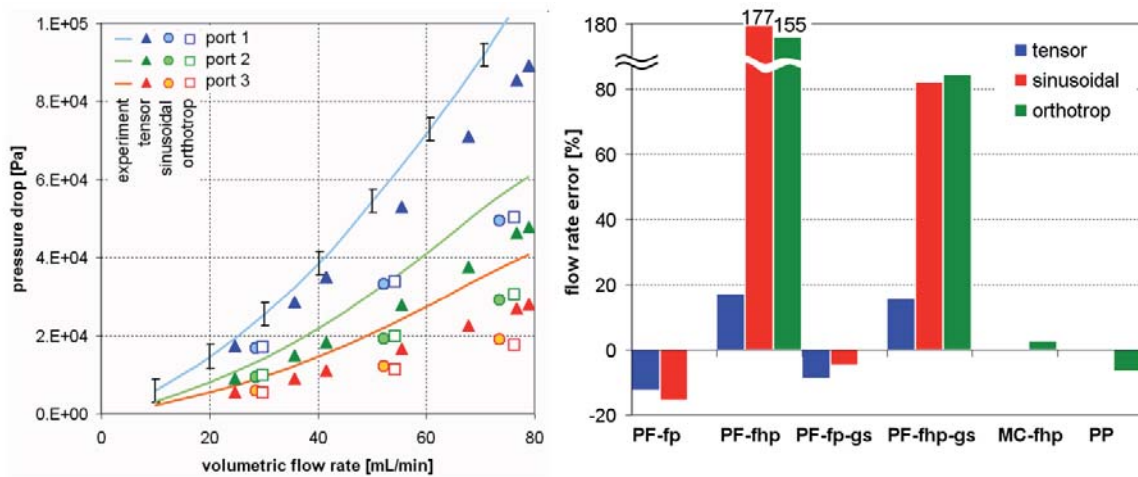 1.E+05
8.E+04
6.E+04
4.E+04
2.E+04
0.E+00
pressure drop [Pa]
port 1
port 2
port 3
experiment
tensor
sinusoidal
orthotrop
0 20 40 60 80
volumetric flow rate [mL/min]
177
155
180
80
60
40
20
0
-20
flow rate error [%]
tensor
sinusoidal
orthotrop
PF-fp PF-fhp PF-fp-gs PF-fhp-gs MC-fhp PP